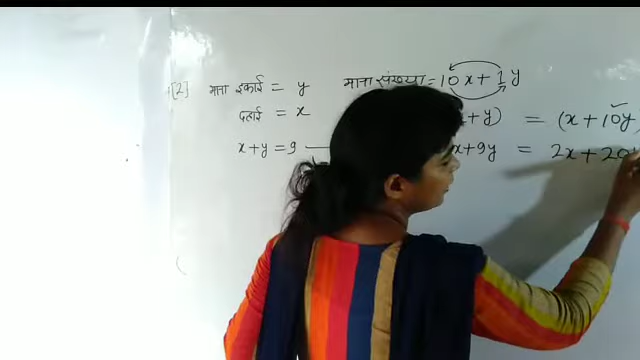 [2] माना इकाई = y माना संख्या = 10x + 1y
दहाई = x + y) = (x + 10y)
x + y = 9 x + 9y = 2x + 20